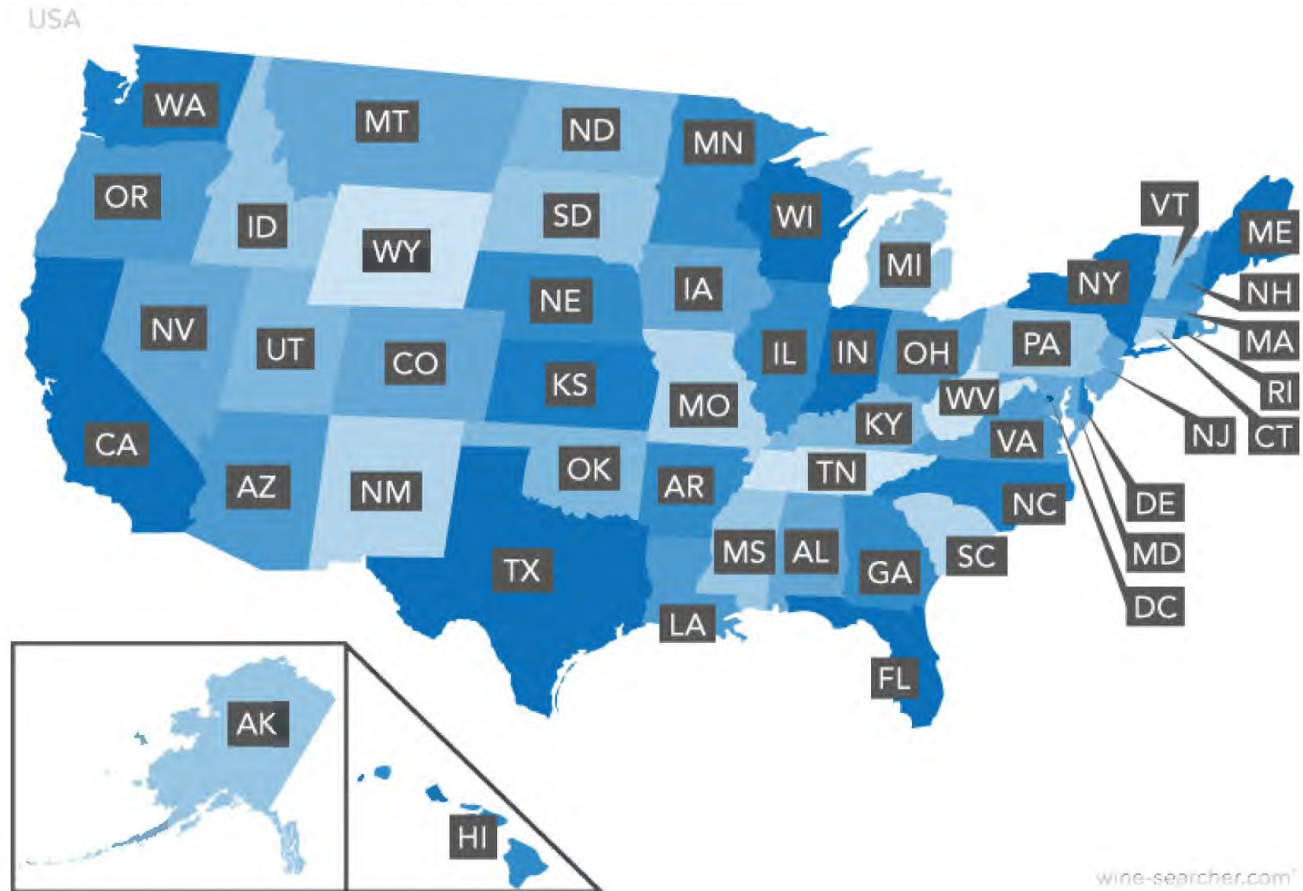 USA
WA
MT
ND
MN
OR
ID
WY
SD
WI
MI
VT
ME
NY
NH
NV
UT
CO
NE
IA
IL
IN
OH
PA
MA
RI
CT
NJ
CA
KS
MO
KY
WV
VA
AZ
NM
OK
AR
TN
NC
DE
MD
DC
TX
MS
AL
GA
SC
LA
FL
AK
HI
wine-searcher.com